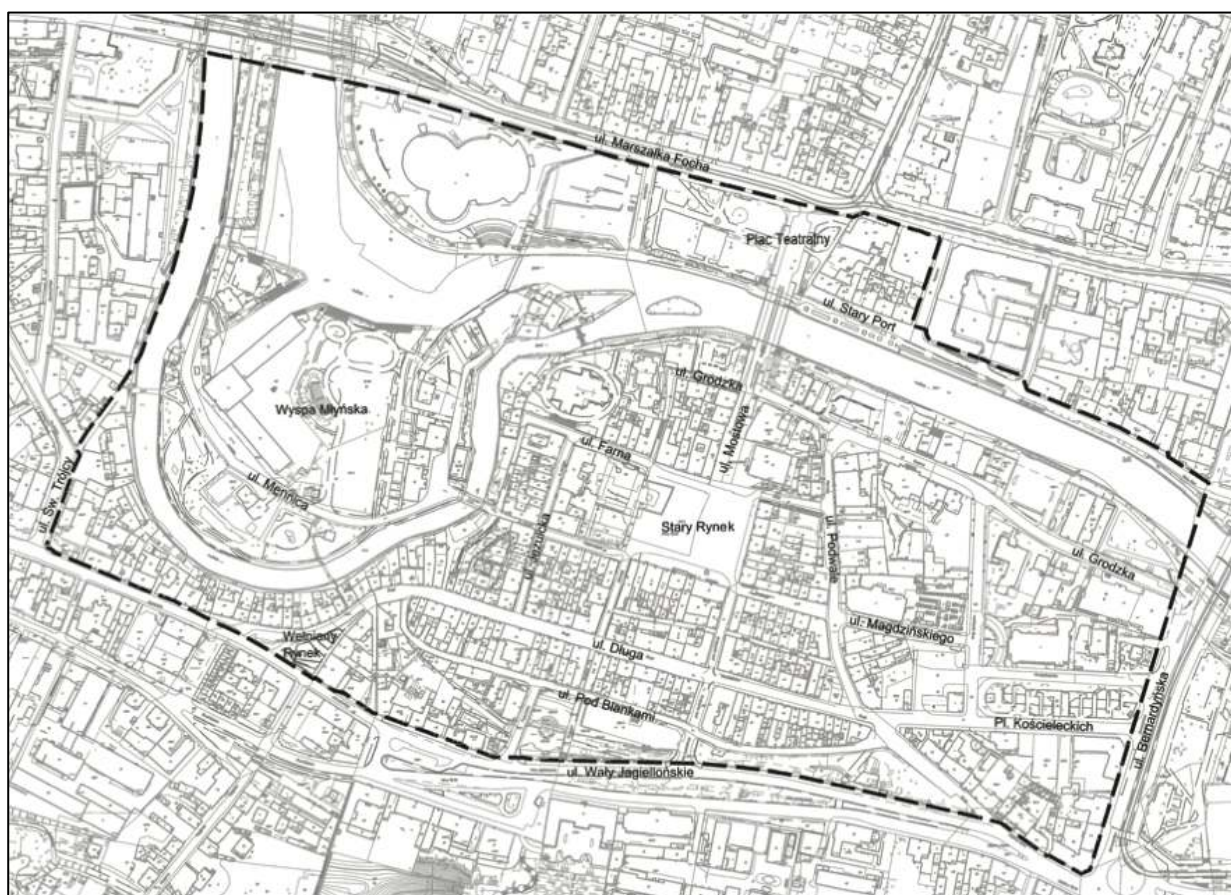 ul. Marszałka Focha
Plac Teatralny
ul. Stary Port
ul. Grodzka
ul. Mostowa
Wyspa Młyńska
ul. Farna
ul. Św. Trójcy
ul. Mennica
Stary Rynek
ul. Jezuicka
ul. Podwale
ul. Grodzka
ul. Magdzińskiego
Wełniany
Rynek
ul. Długa
ul. Pod Blankami
Pl. Kościeleckich
ul. Bernardyńska
ul. Wały Jagiellońskie